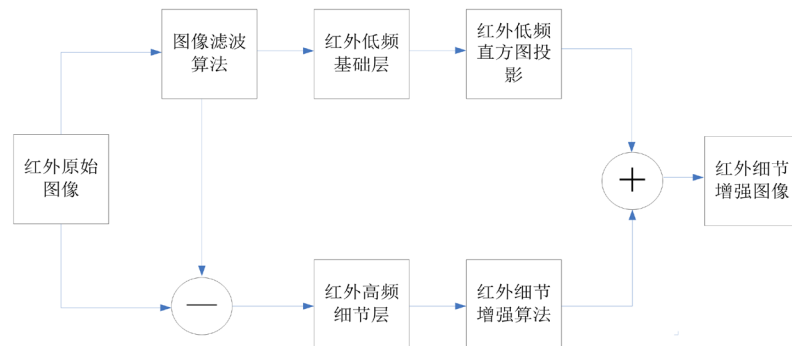 图像滤波
算法
红外低频
基础层
红外低频
直方图投
影
红外原始
图像
+
红外细节
增强图像
—
红外高频
细节层
红外细节
增强算法